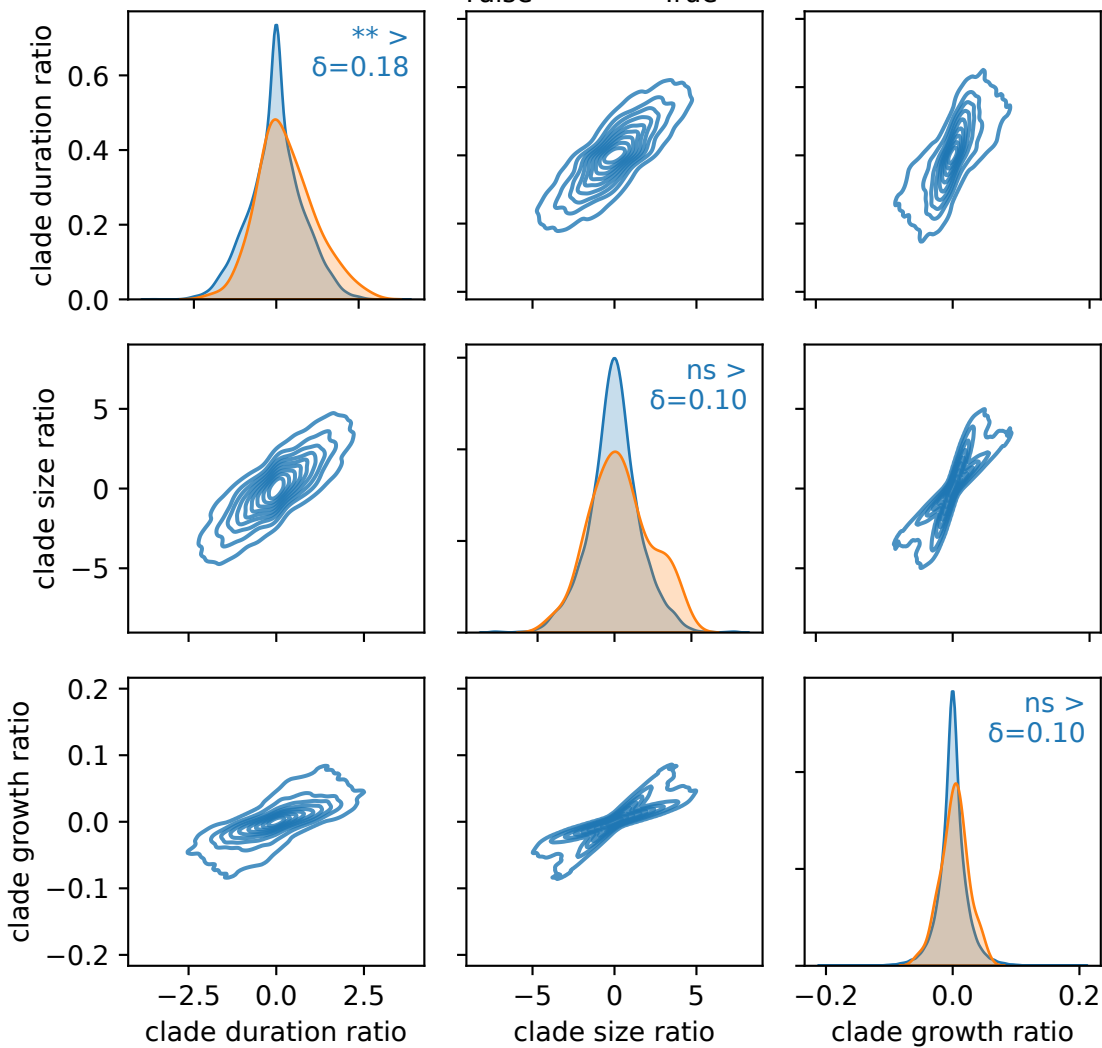 clade duration ratio
0.6
0.4
0.2
0.0
** >
δ=0.18
clade size ratio
5
0
−5
ns >
δ=0.10
clade growth ratio
0.2
0.1
0.0
−0.1
−0.2
ns >
δ=0.10
−2.5 0.0 2.5
−5 0 5
−0.2 0.0 0.2
clade duration ratio
clade size ratio
clade growth ratio